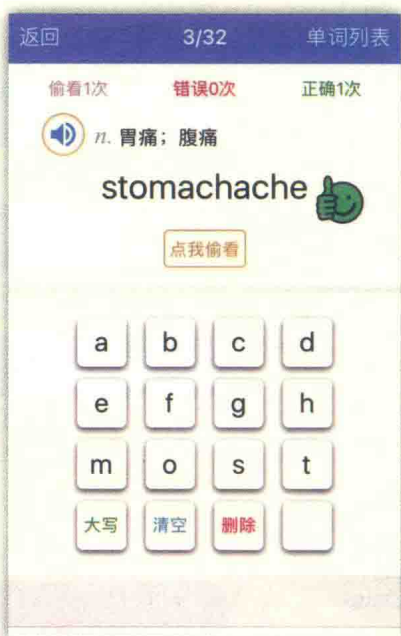 返回 3/32 单词列表
偷看1次 错误0次 正确1次
n. 胃痛；腹痛
stomachache
点我偷看
a b c d
e f g h
m o s t
大写 清空 删除